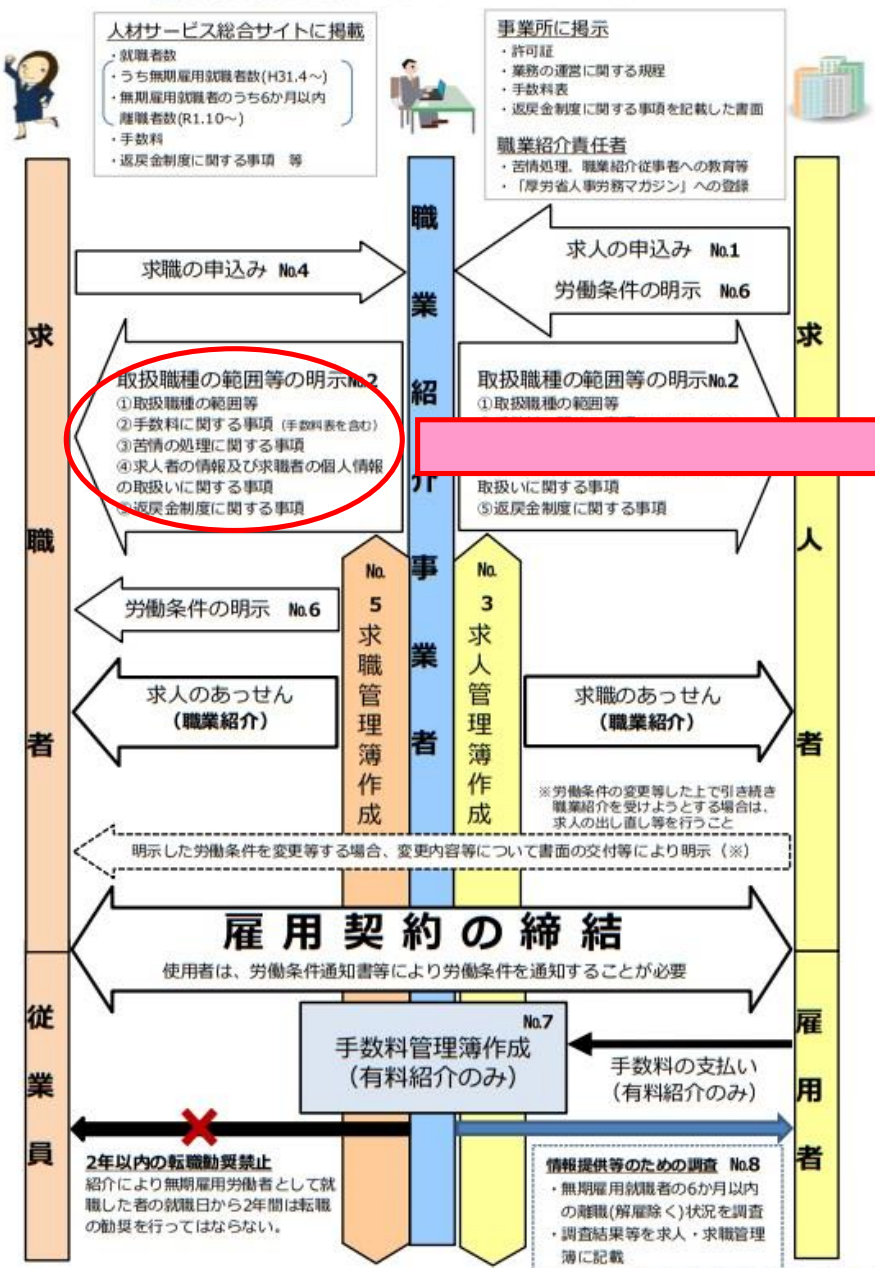 人材サービス総合サイトに掲載
・就職者数
・うち無期雇用就職者数(H31.4～)
・無期雇用就職者のうち6か月以内
離職者数(R1.10～)
・手数料
・返戻金制度に関する事項　等
事業所に掲示
・許可証
・業務の運営に関する規程
・手数料表
・返戻金制度に関する事項を記載した書面
職業紹介責任者
・苦情処理、職業紹介従事者への教育等
・「厚労省人事労務マガジン」への登録
求職者
職業紹介事業者
求人者
求職の申込み No.4
求人の申込み No.1
労働条件の明示 No.6
取扱職種の範囲等の明示No.2
①取扱職種の範囲等
②手数料に関する事項（手数料表を含む）
③苦情の処理に関する事項
④求人者の情報及び求職者の個人情報
の取扱いに関する事項
⑤返戻金制度に関する事項
取扱職種の範囲等の明示No.2
①取扱職種の範囲等
取扱いに関する事項
⑤返戻金制度に関する事項
労働条件の明示 No.6
No.5求職管理簿作成
No.3求人管理簿作成
求人のあっせん
（職業紹介）
求職のあっせん
（職業紹介）
※労働条件の変更等した上で引き続き
職業紹介を受けようとする場合は、
求人の出し直し等を行うこと
明示した労働条件を変更等する場合、変更内容等について書面の交付等により明示（※）
雇用契約の締結
使用者は、労働条件通知書等により労働条件を通知することが必要
従業員
雇用者
No.7
手数料管理簿作成
（有料紹介のみ）
手数料の支払い
（有料紹介のみ）
2年以内の転職勧奨禁止
紹介により無期雇用労働者として就
職した者の就職日から2年間は転職
の勧奨を行ってはならない。
情報提供等のための調査 No.8
・無期雇用就職者の6か月以内
の離職(解雇除く)状況を調査
・調査結果等を求人・求職管理
簿に記載